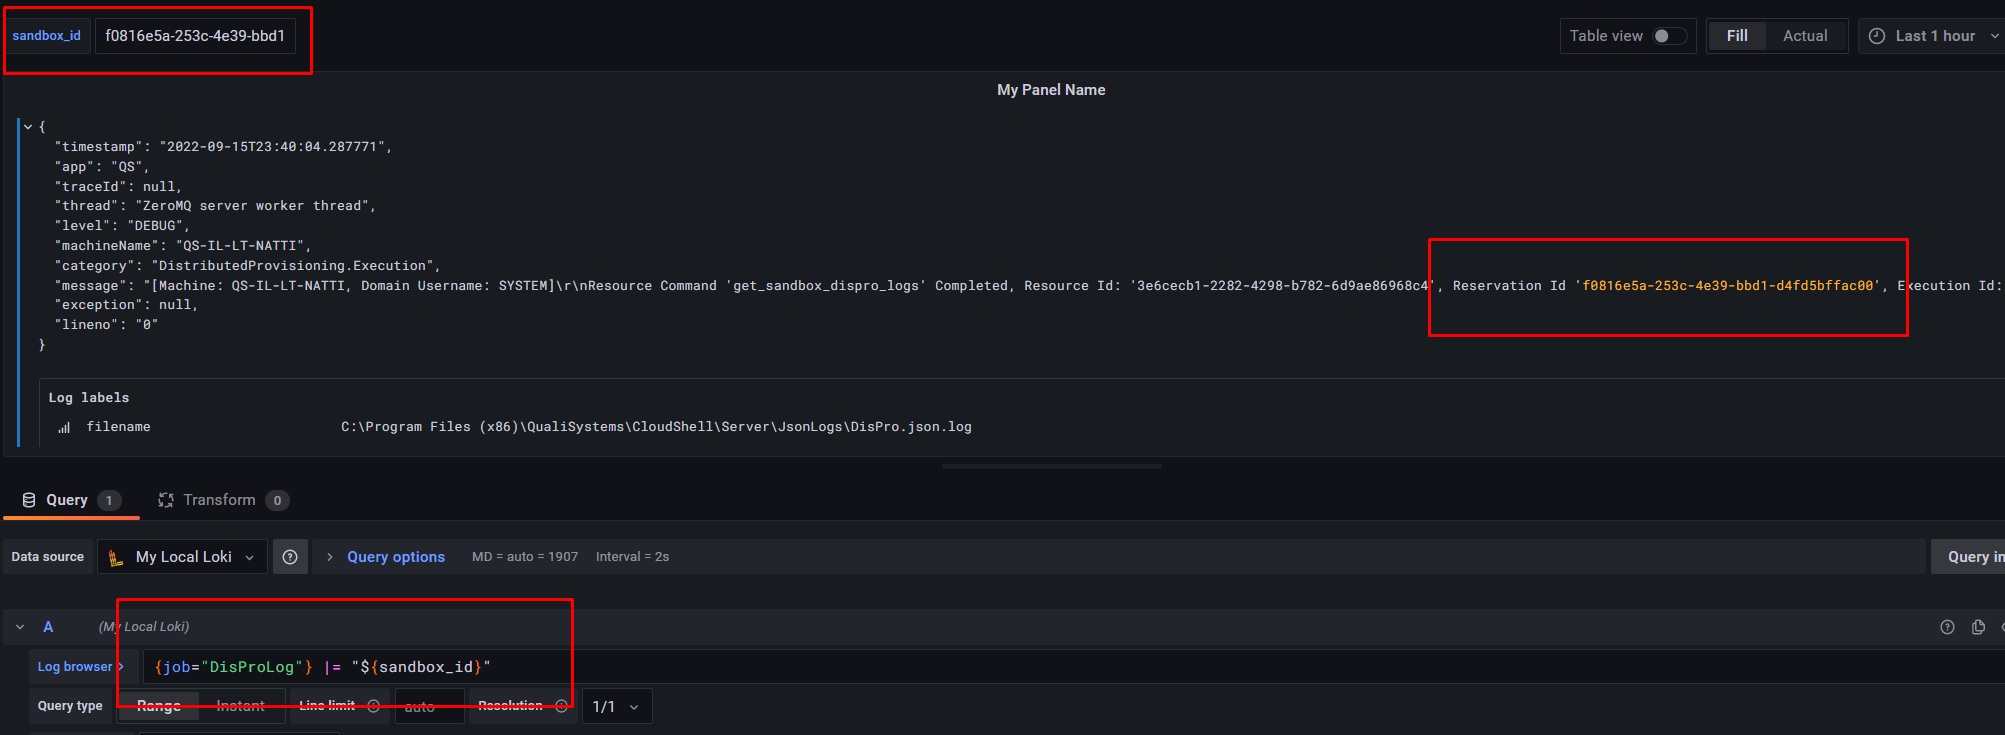 sandbox_id f0816e5a-253c-4e39-bbd1 Table view Fill Actual Last 1 hour
My Panel Name
{
"timestamp": "2022-09-15T23:40:04.287771",
"app": "QS",
"traceId": null,
"thread": "ZeroMQ server worker thread",
"level": "DEBUG",
"machineName": "QS-IL-LT-NATTI",
"category": "DistributedProvisioning.Execution",
"message": "[Machine: QS-IL-LT-NATTI, Domain Username: SYSTEM]\r\nResource Command 'get_sandbox_dispro_logs' Completed, Resource Id: '3e6cecb1-2282-4298-b782-6d9ae86968c4', Reservation Id 'f0816e5a-253c-4e39-bbd1-d4fd5bffac00', Execution Id:
"exception": null,
"lineno": "0"
}
Log labels
filename C:\Program Files (x86)\QualiSystems\CloudShell\Server\JsonLogs\DisPro.json.log
Query 1 Transform 0
Data source My Local Loki Query options MD = auto = 1907 Interval = 2s Query in
A (My Local Loki)
Log browser {job="DisProLog"} |= "${sandbox_id}"
Query type Range Instant Line limit auto Resolution 1/1